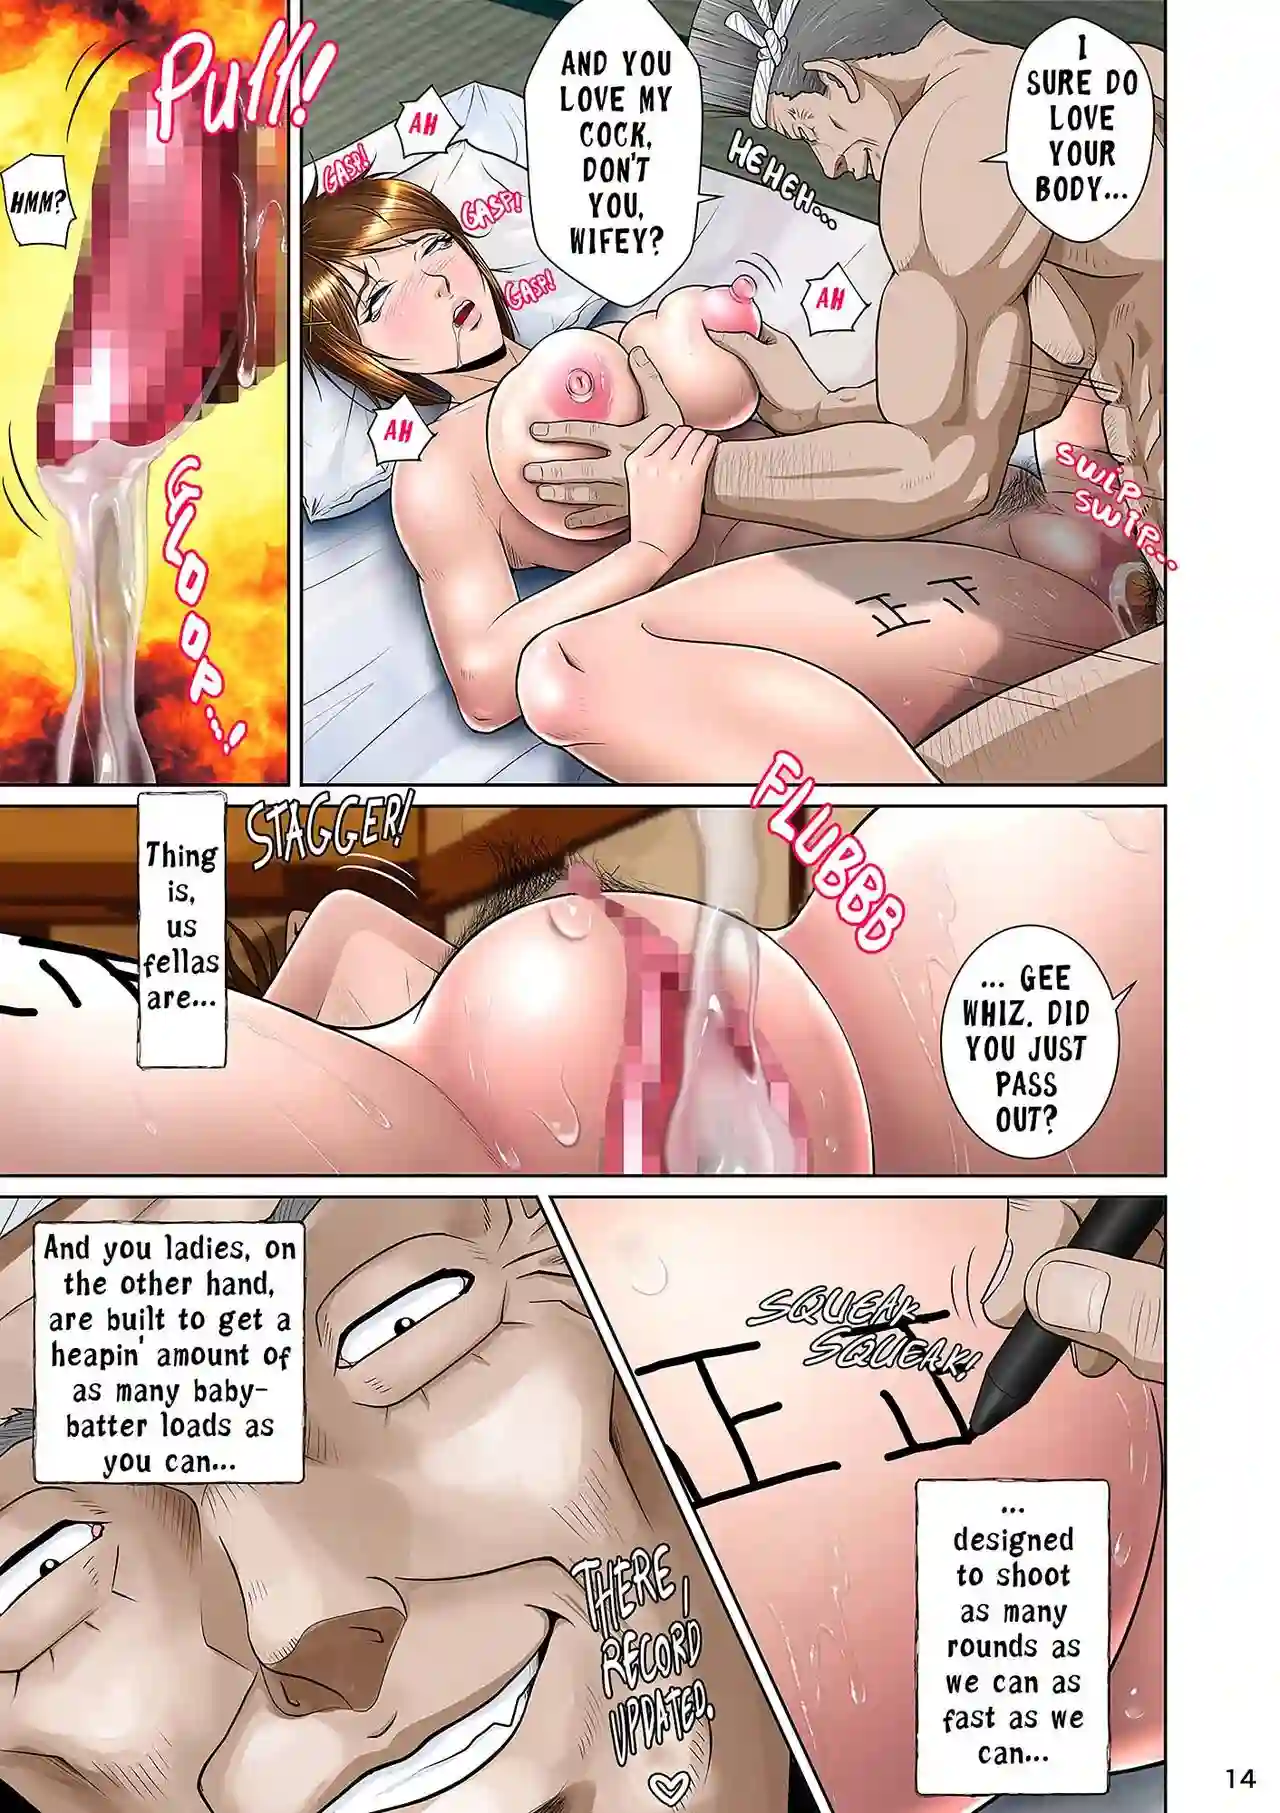 I
SURE DO
LOVE
YOUR
BODY...
AND YOU
LOVE MY
COCK,
DON'T
YOU,
WIFEY?
HEHEH...
AH
GASP!
GASP!
GASP!
AH
AH
SWIP
SWIP...
正
下
Pull!
HMM?
GLOOP...!
FLUBBB
STAGGER!
... GEE
WHIZ. DID
YOU JUST
PASS
OUT?
Thing
is,
us
fellas
are...
SQUEAK
SQUEAK!
正
...
designed
to shoot
as many
rounds as
we can as
fast as we
can...
And you ladies, on
the other hand,
are built to get a
heapin' amount of
as many baby-
batter loads as
you can...
THERE,
I
RECORD
UPDATED.
14